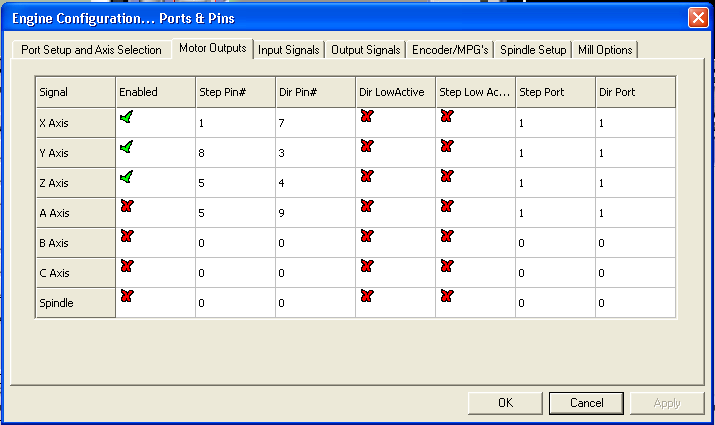 Engine Configuration... Ports & Pins
Port Setup and Axis Selection Motor Outputs Input Signals Output Signals Encoder/MPG's Spindle Setup Mill Options
Signal Enabled Step Pin# Dir Pin# Dir LowActive Step Low Ac... Step Port Dir Port
X Axis 1 7 1 1
Y Axis 8 3 1 1
Z Axis 5 4 1 1
A Axis 5 9 1 1
B Axis 0 0 0 0
C Axis 0 0 0 0
Spindle 0 0 0 0
OK Cancel Apply